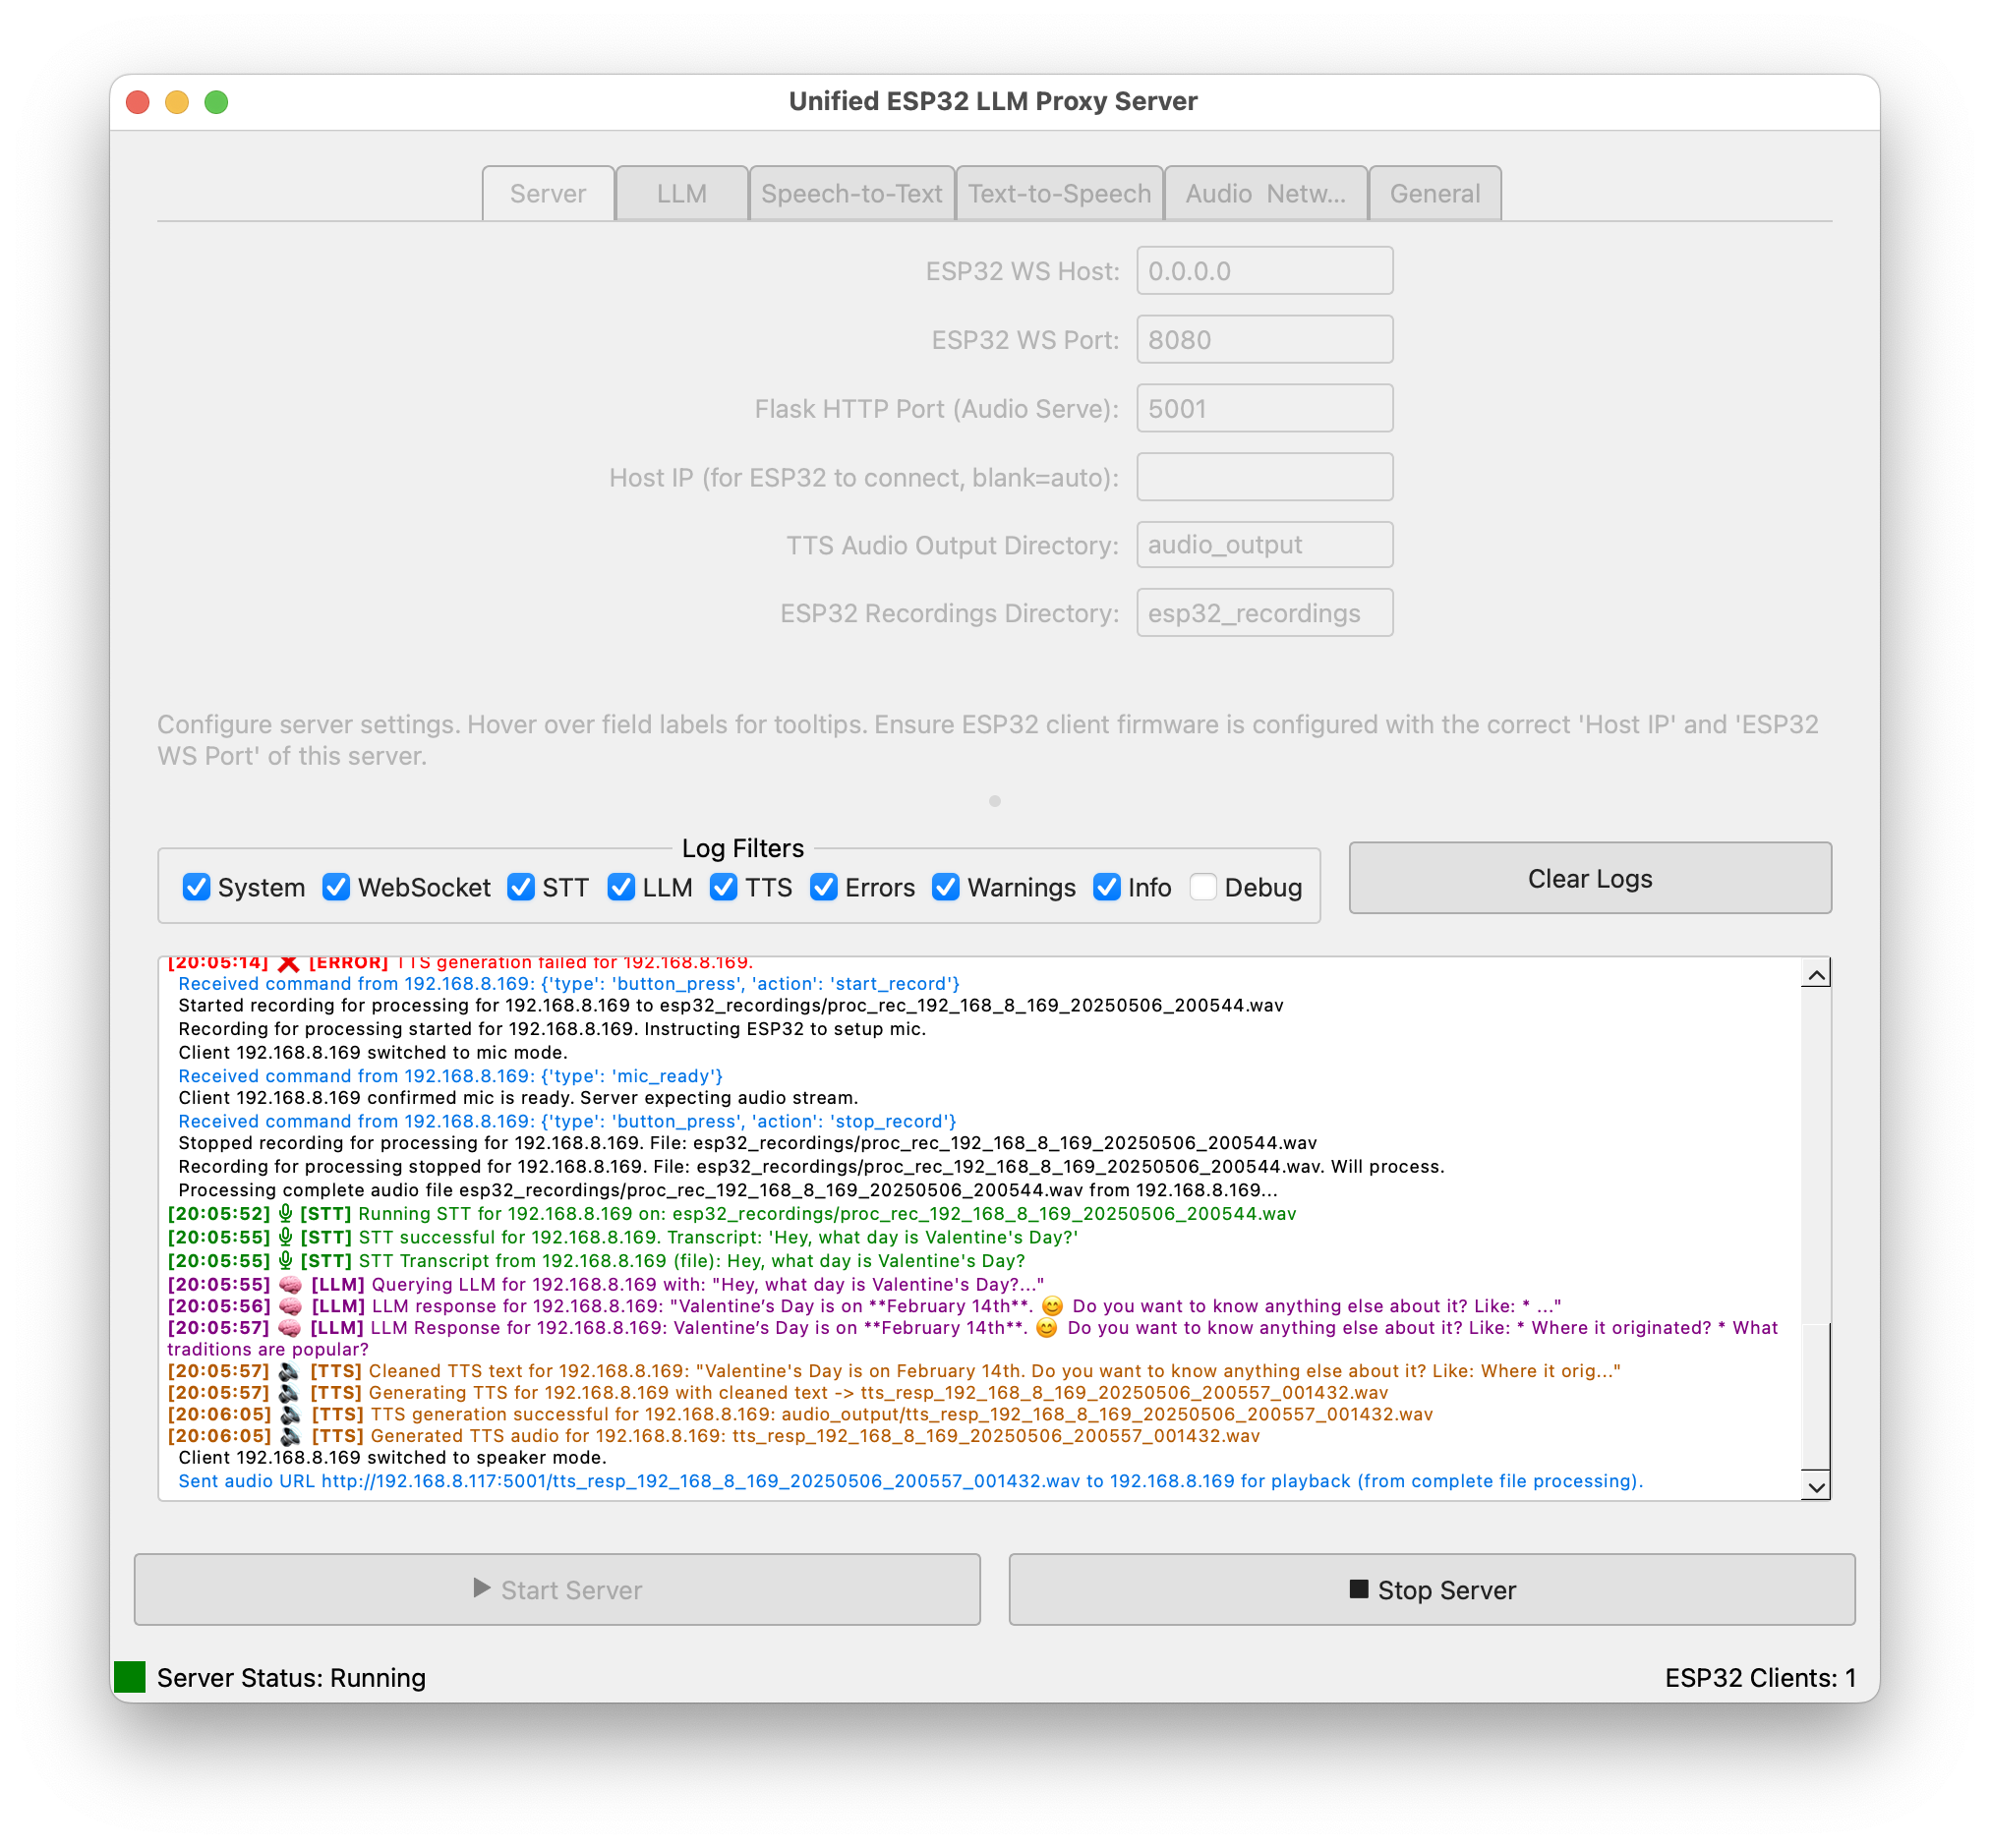 Unified ESP32 LLM Proxy Server
Server LLM Speech-to-Text Text-to-Speech Audio Netw... General
ESP32 WS Host: 0.0.0.0
ESP32 WS Port: 8080
Flask HTTP Port (Audio Serve): 5001
Host IP (for ESP32 to connect, blank=auto):
TTS Audio Output Directory: audio_output
ESP32 Recordings Directory: esp32_recordings
Configure server settings. Hover over field labels for tooltips. Ensure ESP32 client firmware is configured with the correct 'Host IP' and 'ESP32
WS Port' of this server.
Log Filters
System WebSocket STT LLM TTS Errors Warnings Info Debug
Clear Logs
[20:05:14] ❌ [ERROR] TTS generation failed for 192.168.8.169.
Received command from 192.168.8.169: {'type': 'button_press', 'action': 'start_record'}
Started recording for processing for 192.168.8.169 to esp32_recordings/proc_rec_192_168_8_169_20250506_200544.wav
Recording for processing started for 192.168.8.169. Instructing ESP32 to setup mic.
Client 192.168.8.169 switched to mic mode.
Received command from 192.168.8.169: {'type': 'mic_ready'}
Client 192.168.8.169 confirmed mic is ready. Server expecting audio stream.
Received command from 192.168.8.169: {'type': 'button_press', 'action': 'stop_record'}
Stopped recording for processing for 192.168.8.169. File: esp32_recordings/proc_rec_192_168_8_169_20250506_200544.wav
Recording for processing stopped for 192.168.8.169. File: esp32_recordings/proc_rec_192_168_8_169_20250506_200544.wav. Will process.
Processing complete audio file esp32_recordings/proc_rec_192_168_8_169_20250506_200544.wav from 192.168.8.169...
[20:05:52] 🎙 [STT] Running STT for 192.168.8.169 on: esp32_recordings/proc_rec_192_168_8_169_20250506_200544.wav
[20:05:55] 🎙 [STT] STT successful for 192.168.8.169. Transcript: 'Hey, what day is Valentine's Day?'
[20:05:55] 🎙 [STT] STT Transcript from 192.168.8.169 (file): Hey, what day is Valentine's Day?
[20:05:55] 🧠 [LLM] Querying LLM for 192.168.8.169 with: "Hey, what day is Valentine's Day?..."
[20:05:56] 🧠 [LLM] LLM response for 192.168.8.169: "Valentine’s Day is on **February 14th**. 😊 Do you want to know anything else about it? Like: * ..."
[20:05:57] 🧠 [LLM] LLM Response for 192.168.8.169: Valentine’s Day is on **February 14th**. 😊 Do you want to know anything else about it? Like: * Where it originated? * What
traditions are popular?
[20:05:57] 🔊 [TTS] Cleaned TTS text for 192.168.8.169: "Valentine's Day is on February 14th. Do you want to know anything else about it? Like: Where it orig..."
[20:05:57] 🔊 [TTS] Generating TTS for 192.168.8.169 with cleaned text -> tts_resp_192_168_8_169_20250506_200557_001432.wav
[20:06:05] 🔊 [TTS] TTS generation successful for 192.168.8.169: audio_output/tts_resp_192_168_8_169_20250506_200557_001432.wav
[20:06:05] 🔊 [TTS] Generated TTS audio for 192.168.8.169: tts_resp_192_168_8_169_20250506_200557_001432.wav
Client 192.168.8.169 switched to speaker mode.
Sent audio URL http://192.168.8.117:5001/tts_resp_192_168_8_169_20250506_200557_001432.wav to 192.168.8.169 for playback (from complete file processing).
▶ Start Server ■ Stop Server
Server Status: Running ESP32 Clients: 1